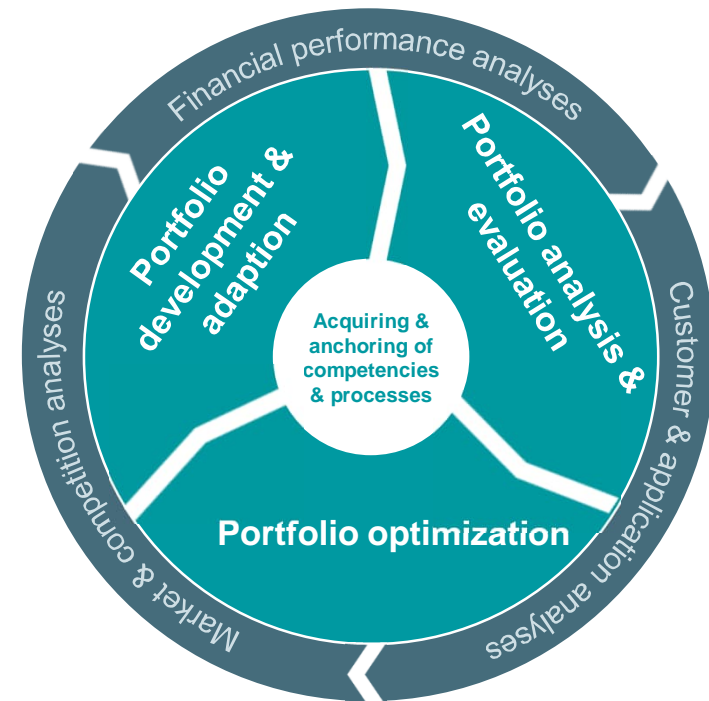 Financial performance analyses
Portfolio
development &
adaption
Portfolio analysis &
evaluation
Acquiring &
anchoring of
competencies
& processes
Portfolio optimization
Customer & application analyses
Market & competition analyses